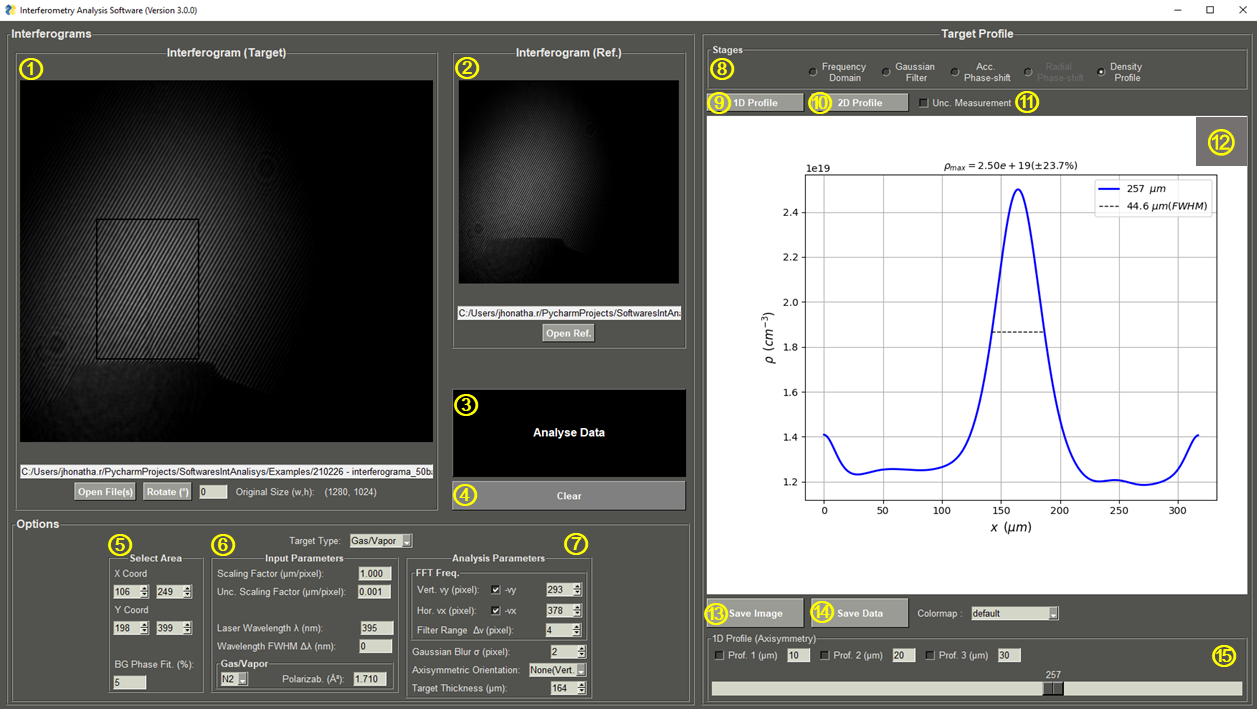 Interferometry Analysis Software (Version 3.0.0)
Interferograms
Interferogram (Target)
1
Interferogram (Ref.)
2
C:/Users/jhonatha.r/PycharmProjects/SoftwaresIntAna
Open Ref.
3
Analyse Data
4
Clear
C:/Users/jhonatha.r/PycharmProjects/SoftwaresIntAnalisys/Examples/210226 - interferograma_50ba
Open File(s)
Rotate (°)
0
Original Size (w,h): (1280, 1024)
Options
Target Type: Gas/Vapor
5
Select Area
X Coord
106 249
Y Coord
198 399
BG Phase Fit. (%):
5
6
Input Parameters
Scaling Factor (μm/pixel): 1.000
Unc. Scaling Factor (μm/pixel): 0.001
Laser Wavelength λ (nm): 395
Wavelength FWHM Δλ (nm): 0
Gas/Vapor
N2 Polarizab. (Å³): 1.710
7
Analysis Parameters
FFT Freq.
Vert. νy (pixel): -νy 293
Hor. νx (pixel): -νx 378
Filter Range Δν (pixel): 4
Gaussian Blur σ (pixel): 2
Axisymmetric Orientation: None(Vert.
Target Thickness (μm): 164
Target Profile
Stages
8
Frequency
Domain
Gaussian
Filter
Acc.
Phase-shift
Radial
Phase-shift
Density
Profile
9
1D Profile
10
2D Profile
Unc. Measurement
11
12
1e19
ρmax = 2.50e + 19(±23.7%)
257 μm
44.6 μm(FWHM)
2.4
2.2
2.0
1.8
1.6
1.4
1.2
ρ (cm⁻³)
0 50 100 150 200 250 300
x (μm)
13
Save Image
14
Save Data
Colormap : default
1D Profile (Axisymmetry)
Prof. 1 (μm) 10
Prof. 2 (μm) 20
Prof. 3 (μm) 30
15
257